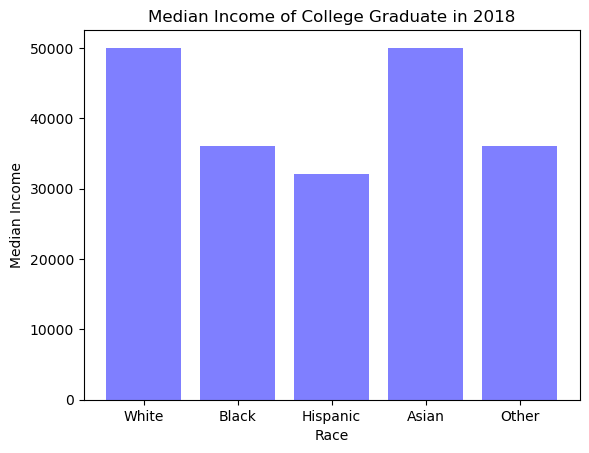 Median Income of College Graduate in 2018
Median Income
50000
40000
30000
20000
10000
0
White Black Hispanic Asian Other
Race